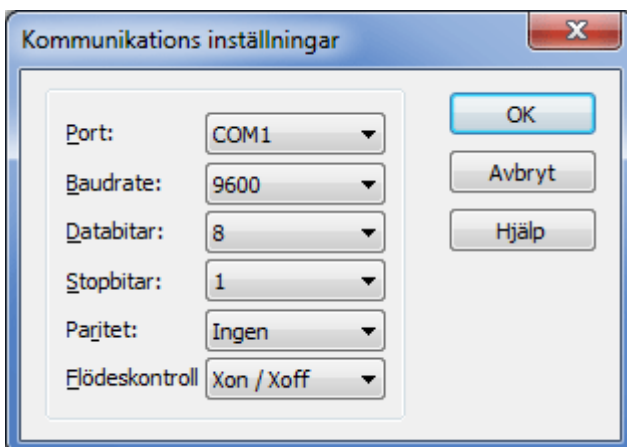 Kommunikations inställningar
Port: COM1
Baudrate: 9600
Databitar: 8
Stopbitar: 1
Paritet: Ingen
Flödeskontroll Xon / Xoff
OK
Avbryt
Hjälp